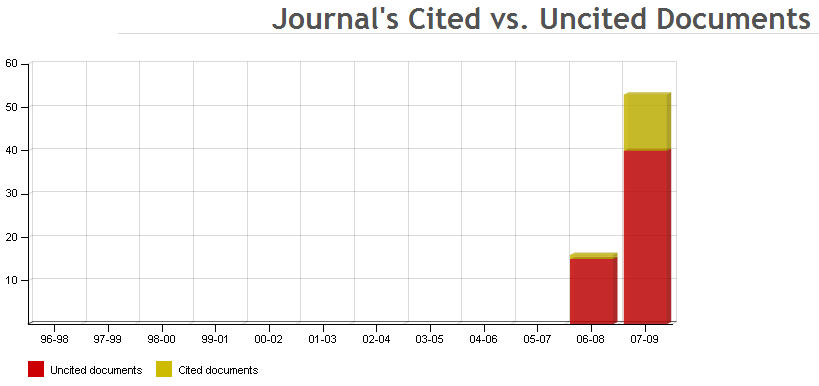 Journal's Cited vs. Uncited Documents
60
50
40
30
20
10
96-98 97-99 98-00 99-01 00-02 01-03 02-04 03-05 04-06 05-07 06-08 07-09
Uncited documents Cited documents